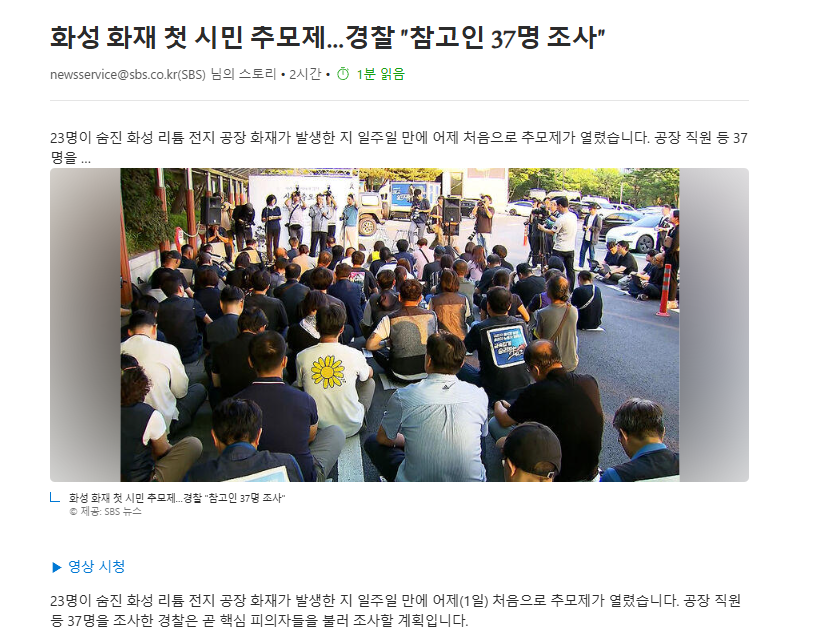 화성 화재 첫 시민 추모제...경찰 "참고인 37명 조사"
newsservice@sbs.co.kr(SBS) 님의 스토리 • 2시간 • 1분 읽음
23명이 숨진 화성 리튬 전지 공장 화재가 발생한 지 일주일 만에 어제 처음으로 추모제가 열렸습니다. 공장 직원 등 37
명을 ...
화성 화재 첫 시민 추모제...경찰 "참고인 37명 조사"
© 제공: SBS 뉴스
▶ 영상 시청
23명이 숨진 화성 리튬 전지 공장 화재가 발생한 지 일주일 만에 어제(1일) 처음으로 추모제가 열렸습니다. 공장 직원
등 37명을 조사한 경찰은 곧 핵심 피의자들을 불러 조사할 계획입니다.